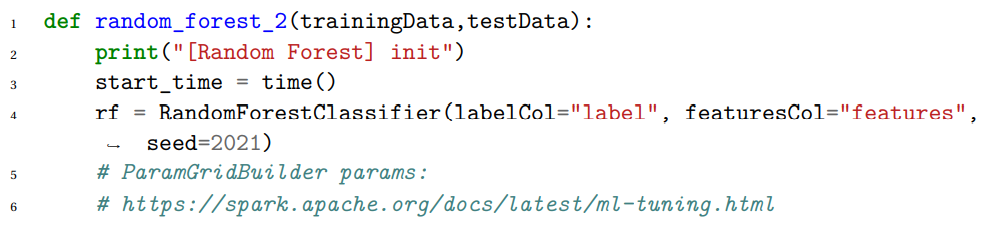 1 def random_forest_2(trainingData,testData):
2 print("[Random Forest] init")
3 start_time = time()
4 rf = RandomForestClassifier(labelCol="label", featuresCol="features",
↪ seed=2021)
5 # ParamGridBuilder params:
6 # https://spark.apache.org/docs/latest/ml-tuning.html